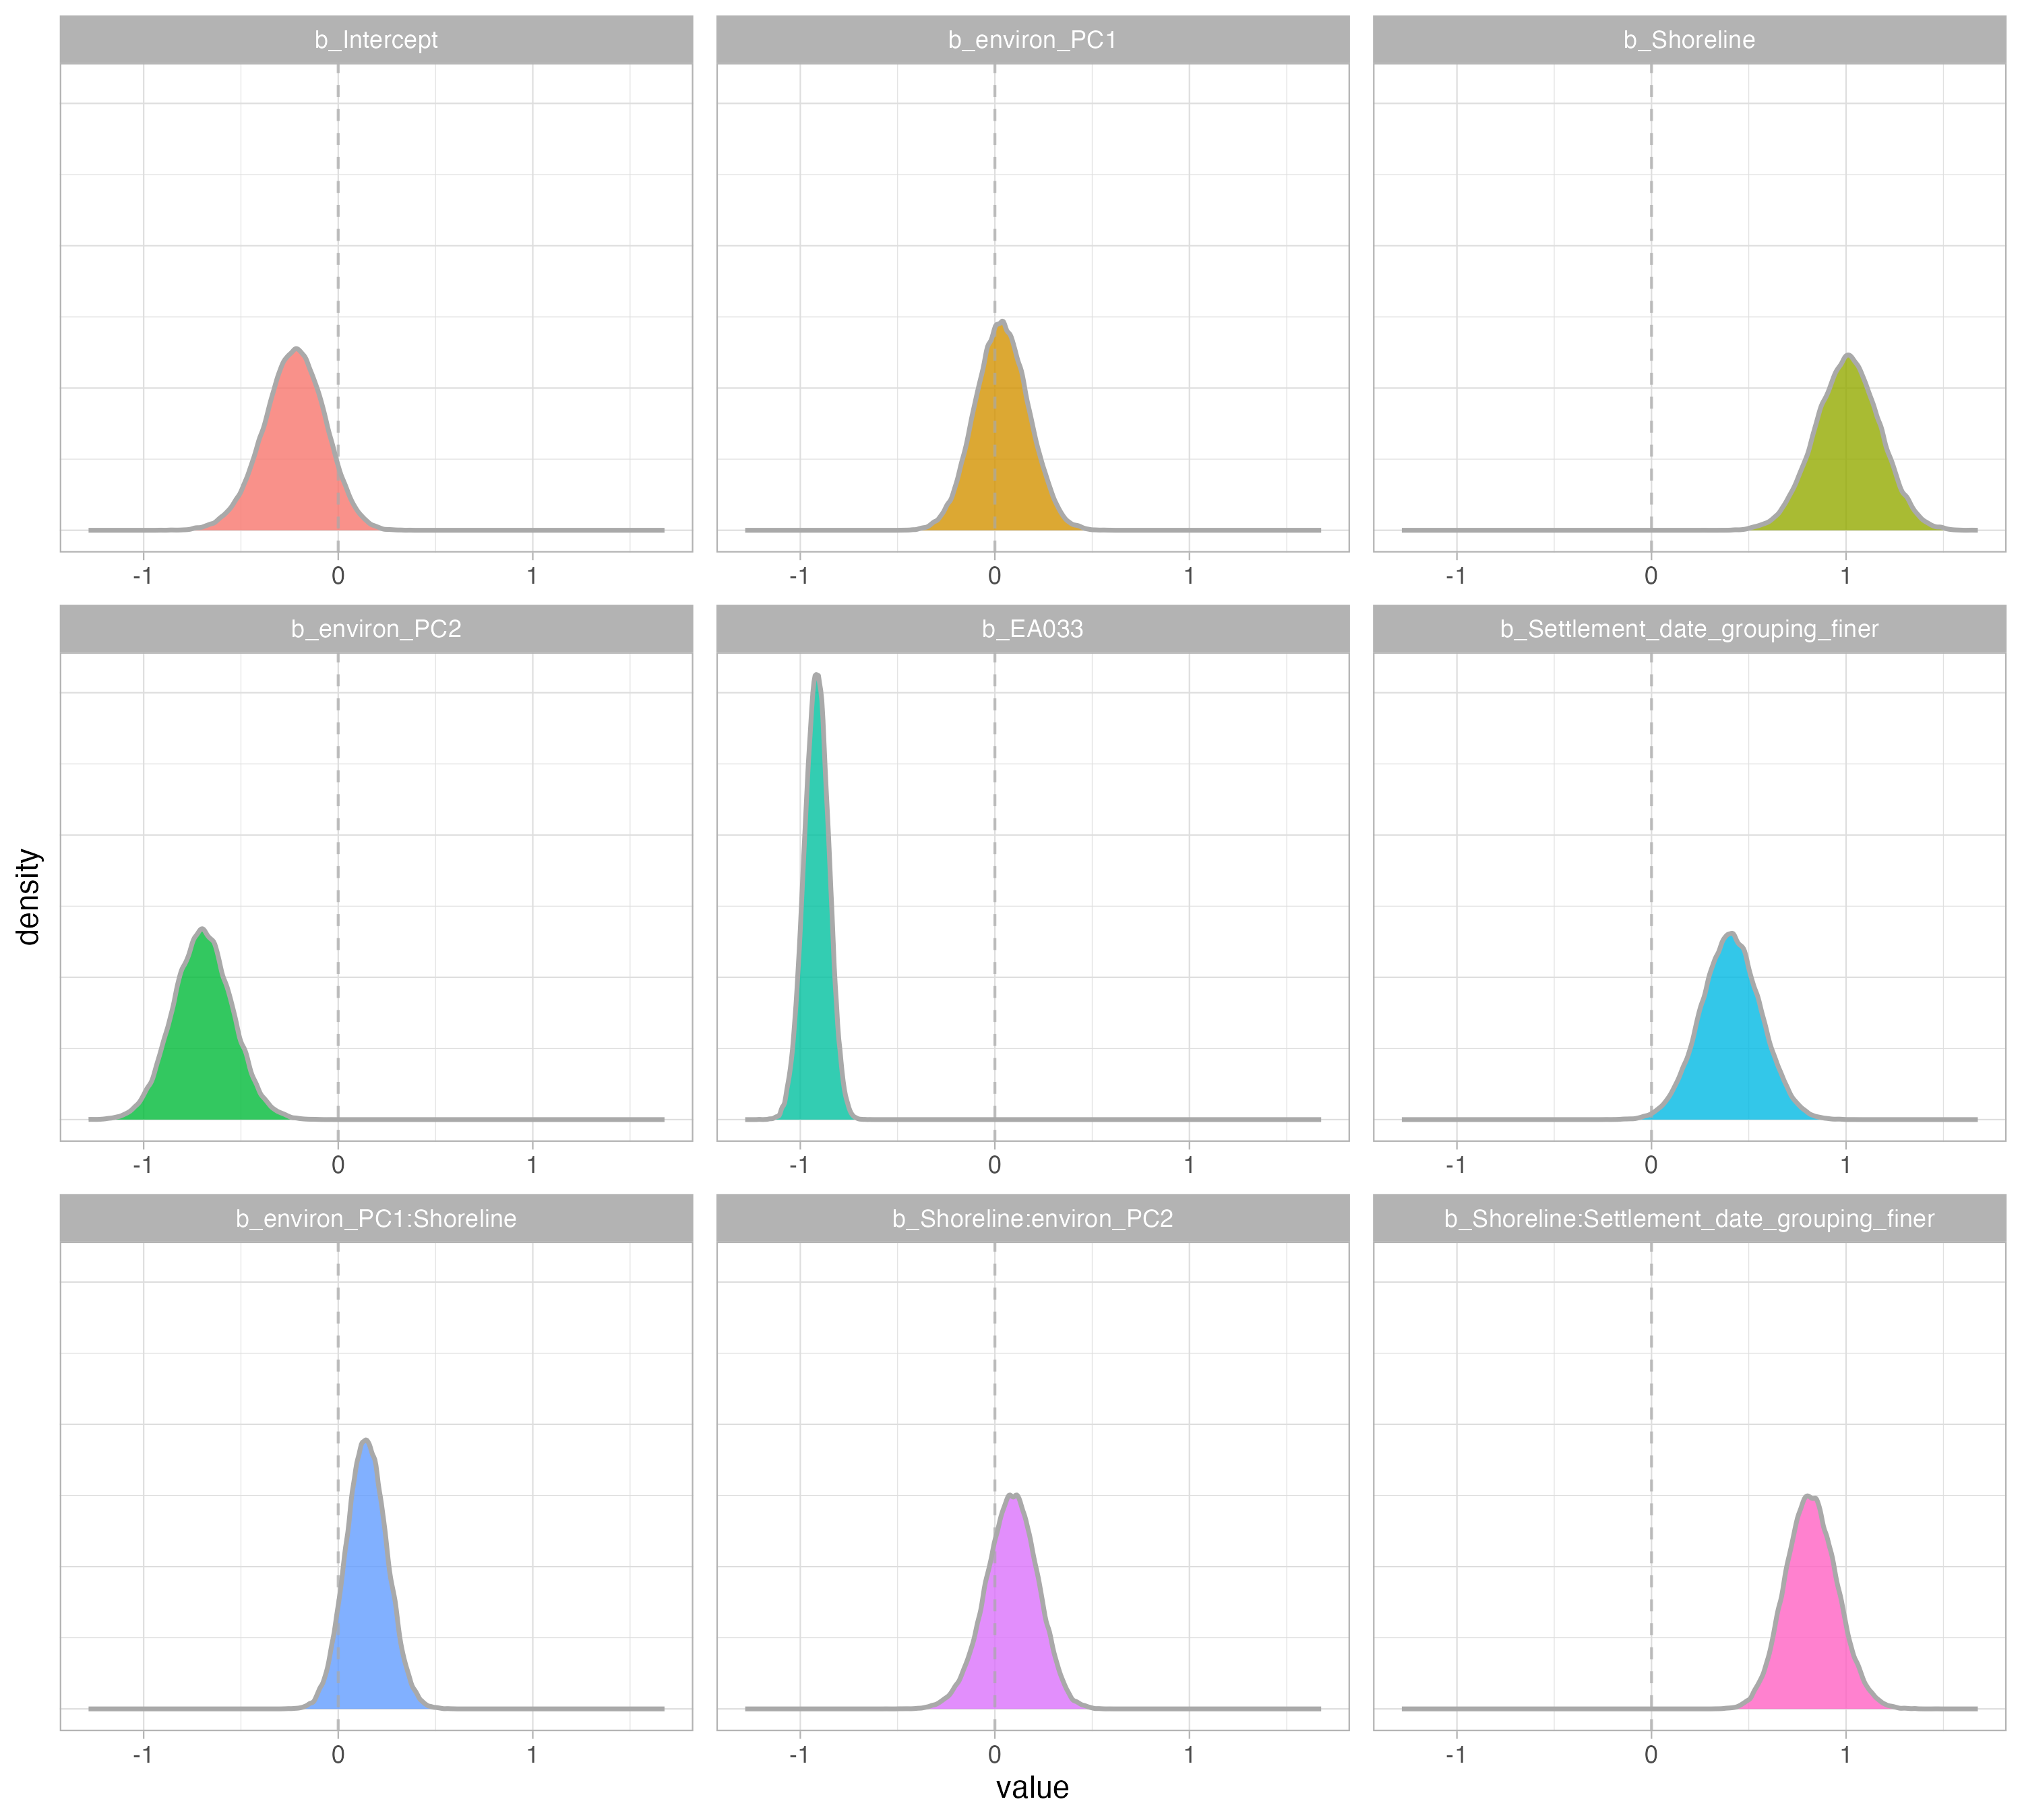 b_Intercept
b_environ_PC1
b_Shoreline
-1 0 1
-1 0 1
-1 0 1
b_environ_PC2
b_EA033
b_Settlement_date_grouping_finer
density
-1 0 1
-1 0 1
-1 0 1
b_environ_PC1:Shoreline
b_Shoreline:environ_PC2
b_Shoreline:Settlement_date_grouping_finer
-1 0 1
-1 0 1
-1 0 1
value